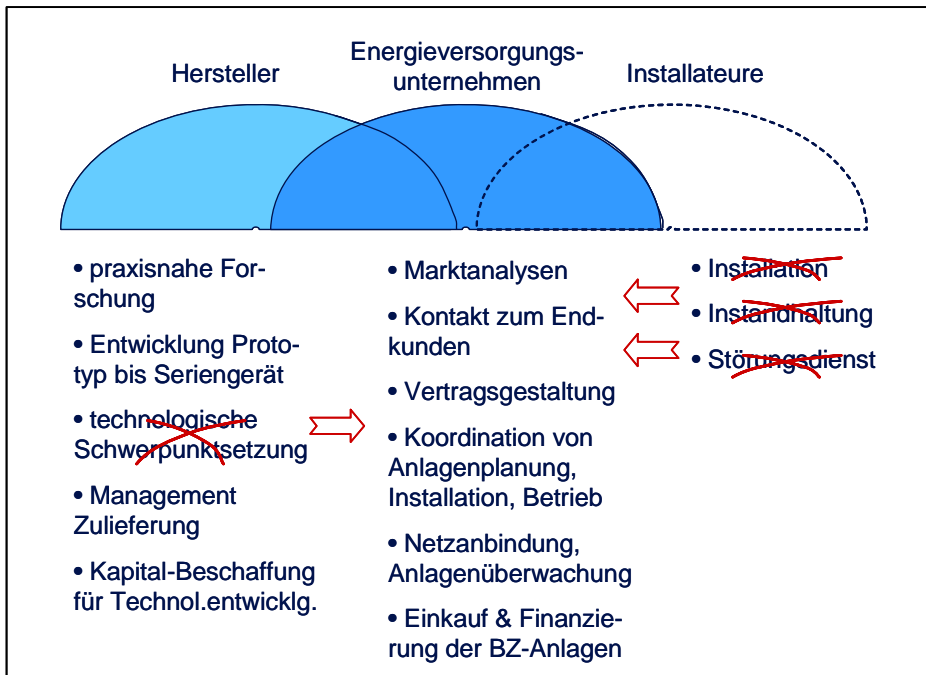 Hersteller
Energieversorgungs-
unternehmen
Installateure
• praxisnahe For-
schung
• Entwicklung Proto-
typ bis Seriengerät
• technologische
Schwerpunktsetzung
• Management
Zulieferung
• Kapital-Beschaffung
für Technol.entwicklg.
• Marktanalysen
• Kontakt zum End-
kunden
• Vertragsgestaltung
• Koordination von
Anlagenplanung,
Installation, Betrieb
• Netzanbindung,
Anlagenüberwachung
• Einkauf & Finanzie-
rung der BZ-Anlagen
• Installation
• Instandhaltung
• Störungsdienst